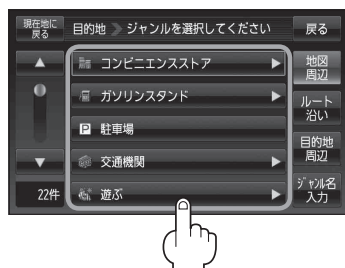 現在地に
戻る
目的地 ジャンルを選択してください
戻る
コンビニエンスストア
ガソリンスタンド
P 駐車場
交通機関
遊ぶ
22件
地図
周辺
ルート
沿い
目的地
周辺
ジャンル名
入力